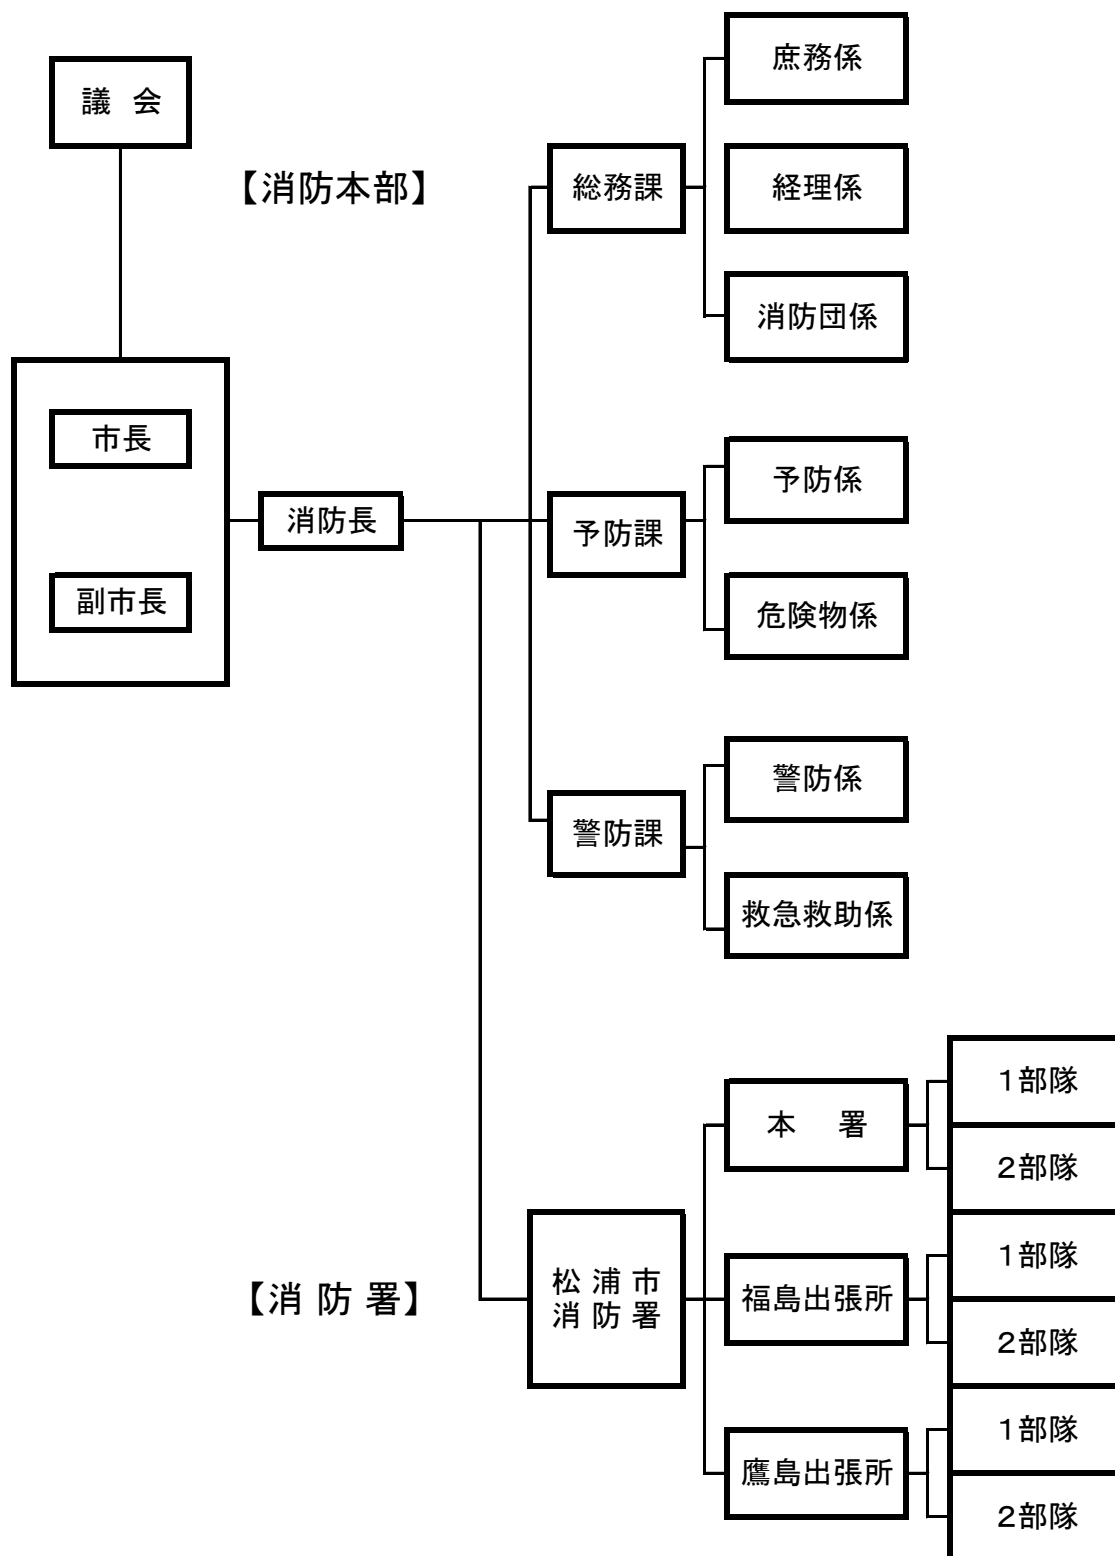 議 会
市長
副市長
消防長
【消防本部】
総務課
庶務係
経理係
消防団係
予防課
予防係
危険物係
警防課
警防係
救急救助係
【消 防 署】
松 浦 市
消 防 署
本 署
1部隊
2部隊
福島出張所
1部隊
2部隊
鷹島出張所
1部隊
2部隊